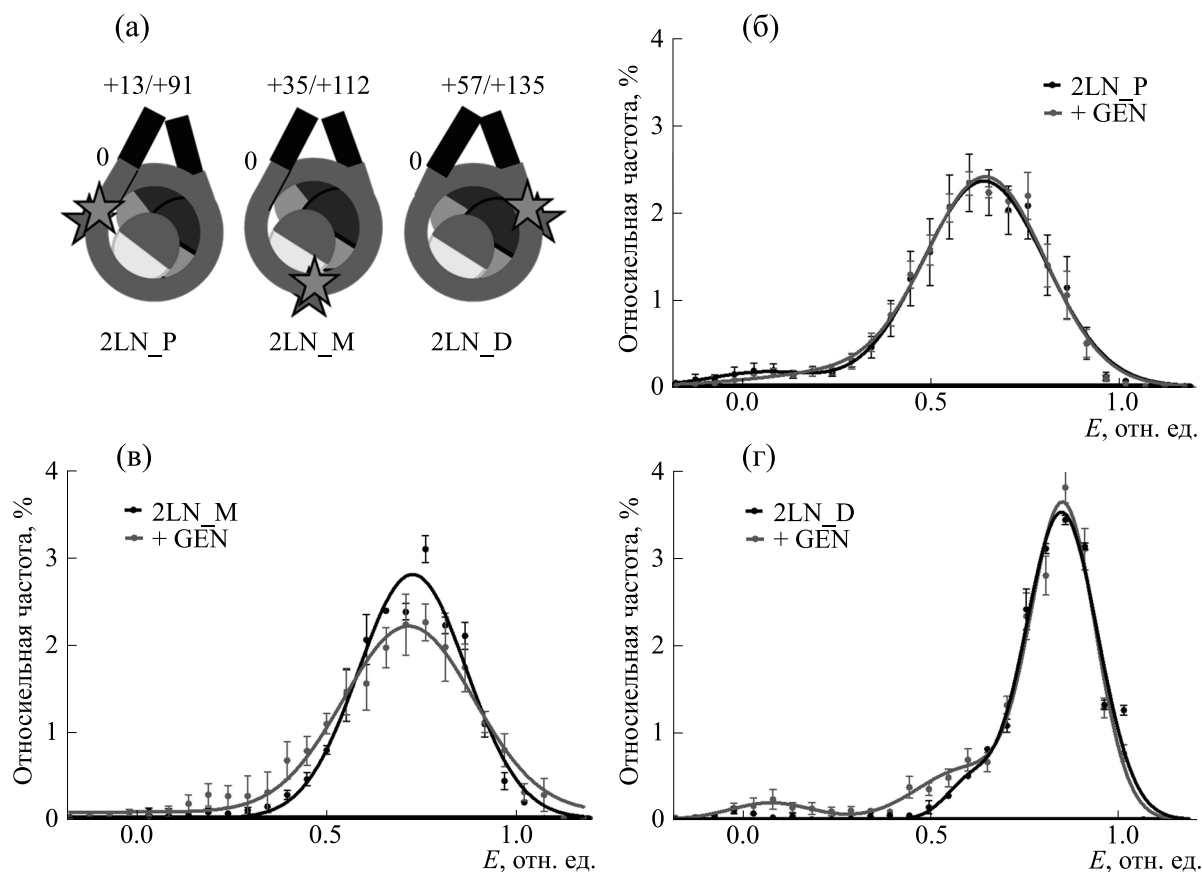 (а)
+13/+91
+35/+112
+57/+135
0
0
0
2LN_P
2LN_M
2LN_D
(б)
Относиельная частота, %
4
3
2
1
0
2LN_P
+ GEN
0.0
0.5
1.0
E, отн. ед.
(в)
Относиельная частота, %
4
3
2
1
0
2LN_M
+ GEN
0.0
0.5
1.0
E, отн. ед.
(г)
Относиельная частота, %
4
3
2
1
0
2LN_D
+ GEN
0.0
0.5
1.0
E, отн. ед.